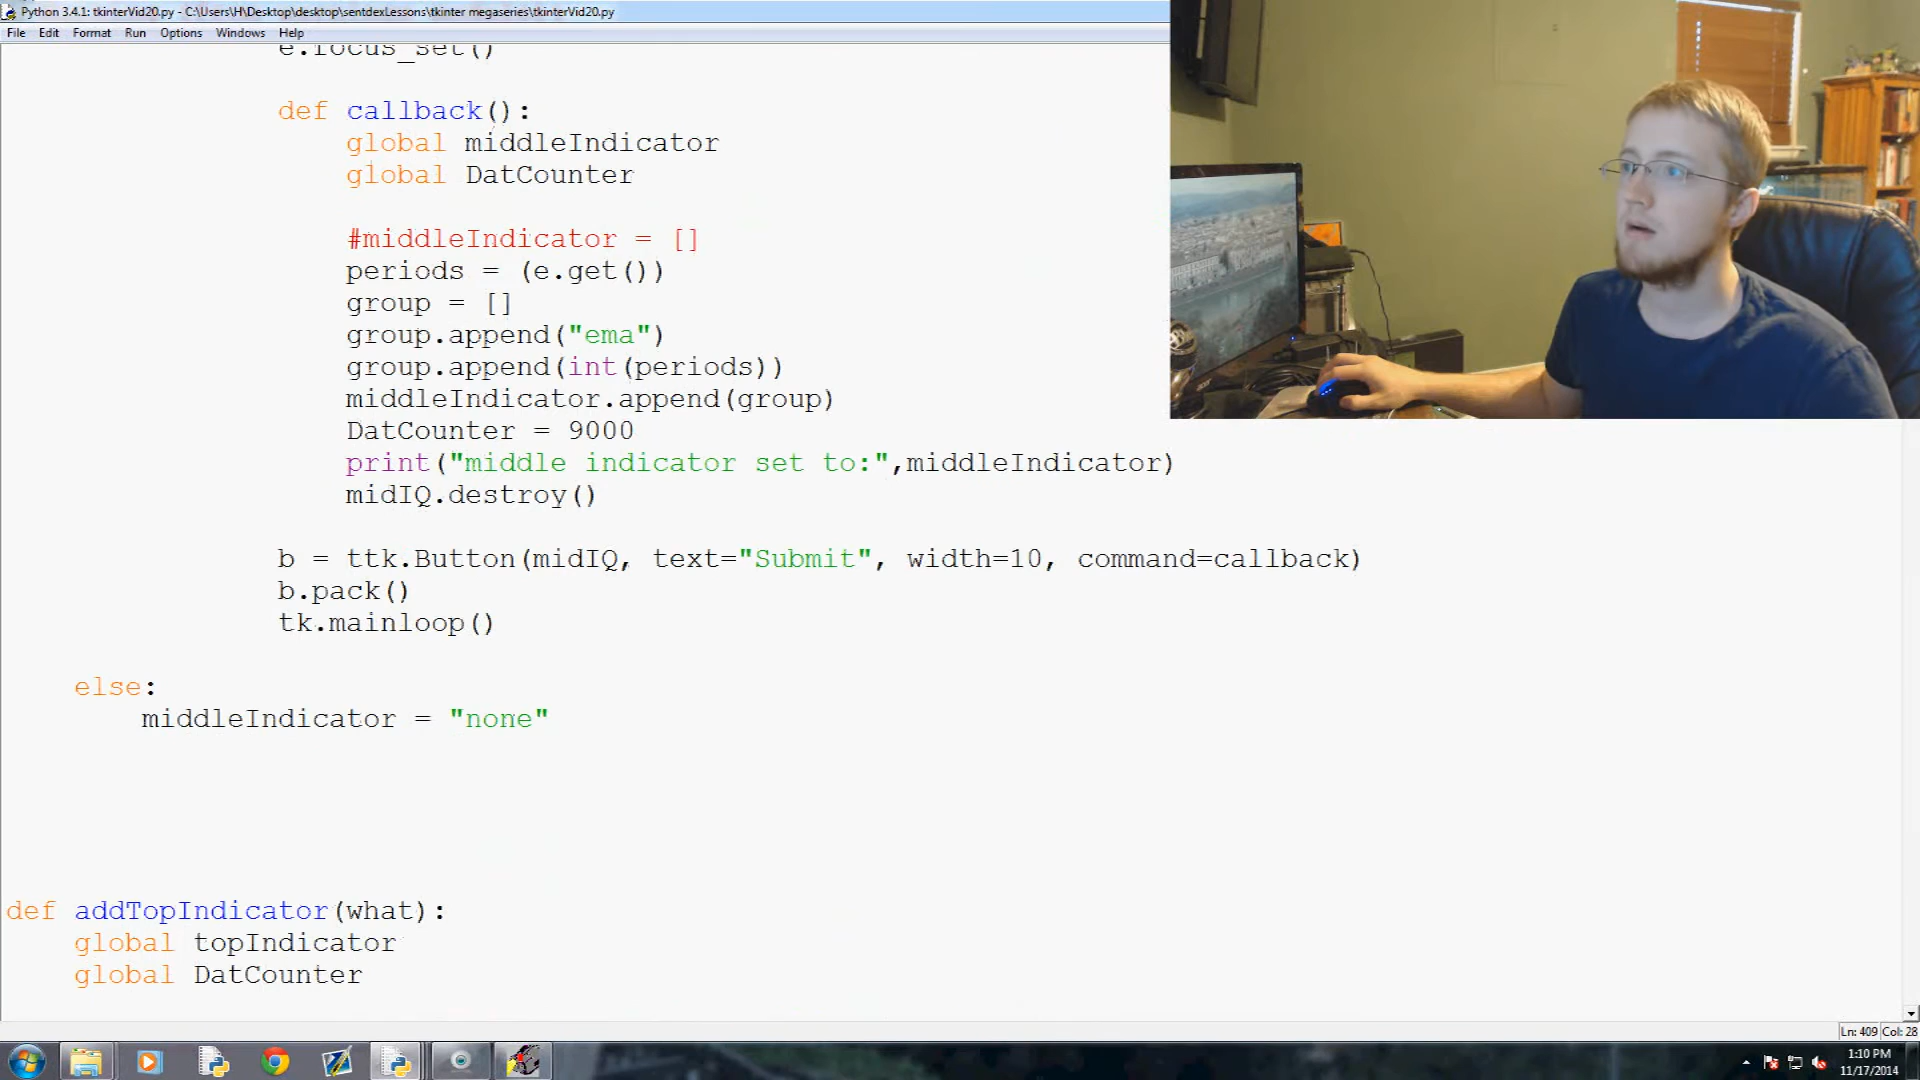 Python 3.4.1: tkinterVid20.py - C:\Users\H\Desktop\desktop\sentdexLessons\tkinter megaseries\tkinterVid20.py
File Edit Format Run Options Windows Help
e.focus_set()
def callback():
global middleIndicator
global DatCounter
#middleIndicator = []
periods = (e.get())
group = []
group.append("ema")
group.append(int(periods))
middleIndicator.append(group)
DatCounter = 9000
print("middle indicator set to:",middleIndicator)
midIQ.destroy()
b = ttk.Button(midIQ, text="Submit", width=10, command=callback)
b.pack()
tk.mainloop()
else:
middleIndicator = "none"
def addTopIndicator(what):
global topIndicator
global DatCounter
Ln: 409 Col: 28
1:10 PM
11/17/2014